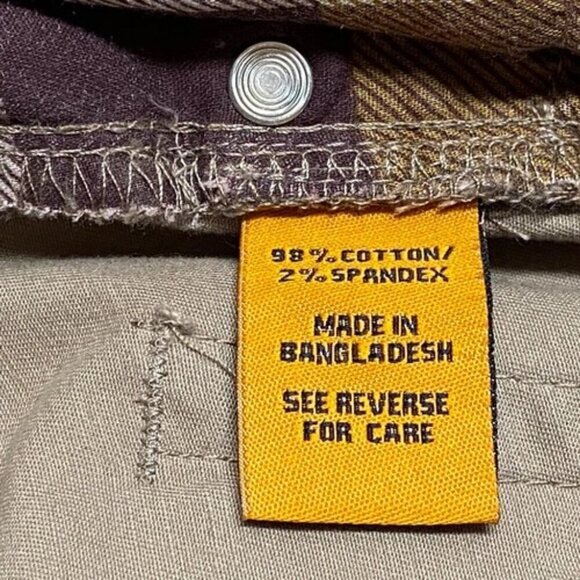 98% COTTON/
2% SPANDEX
MADE IN
BANGLADESH
SEE REVERSE
FOR CARE